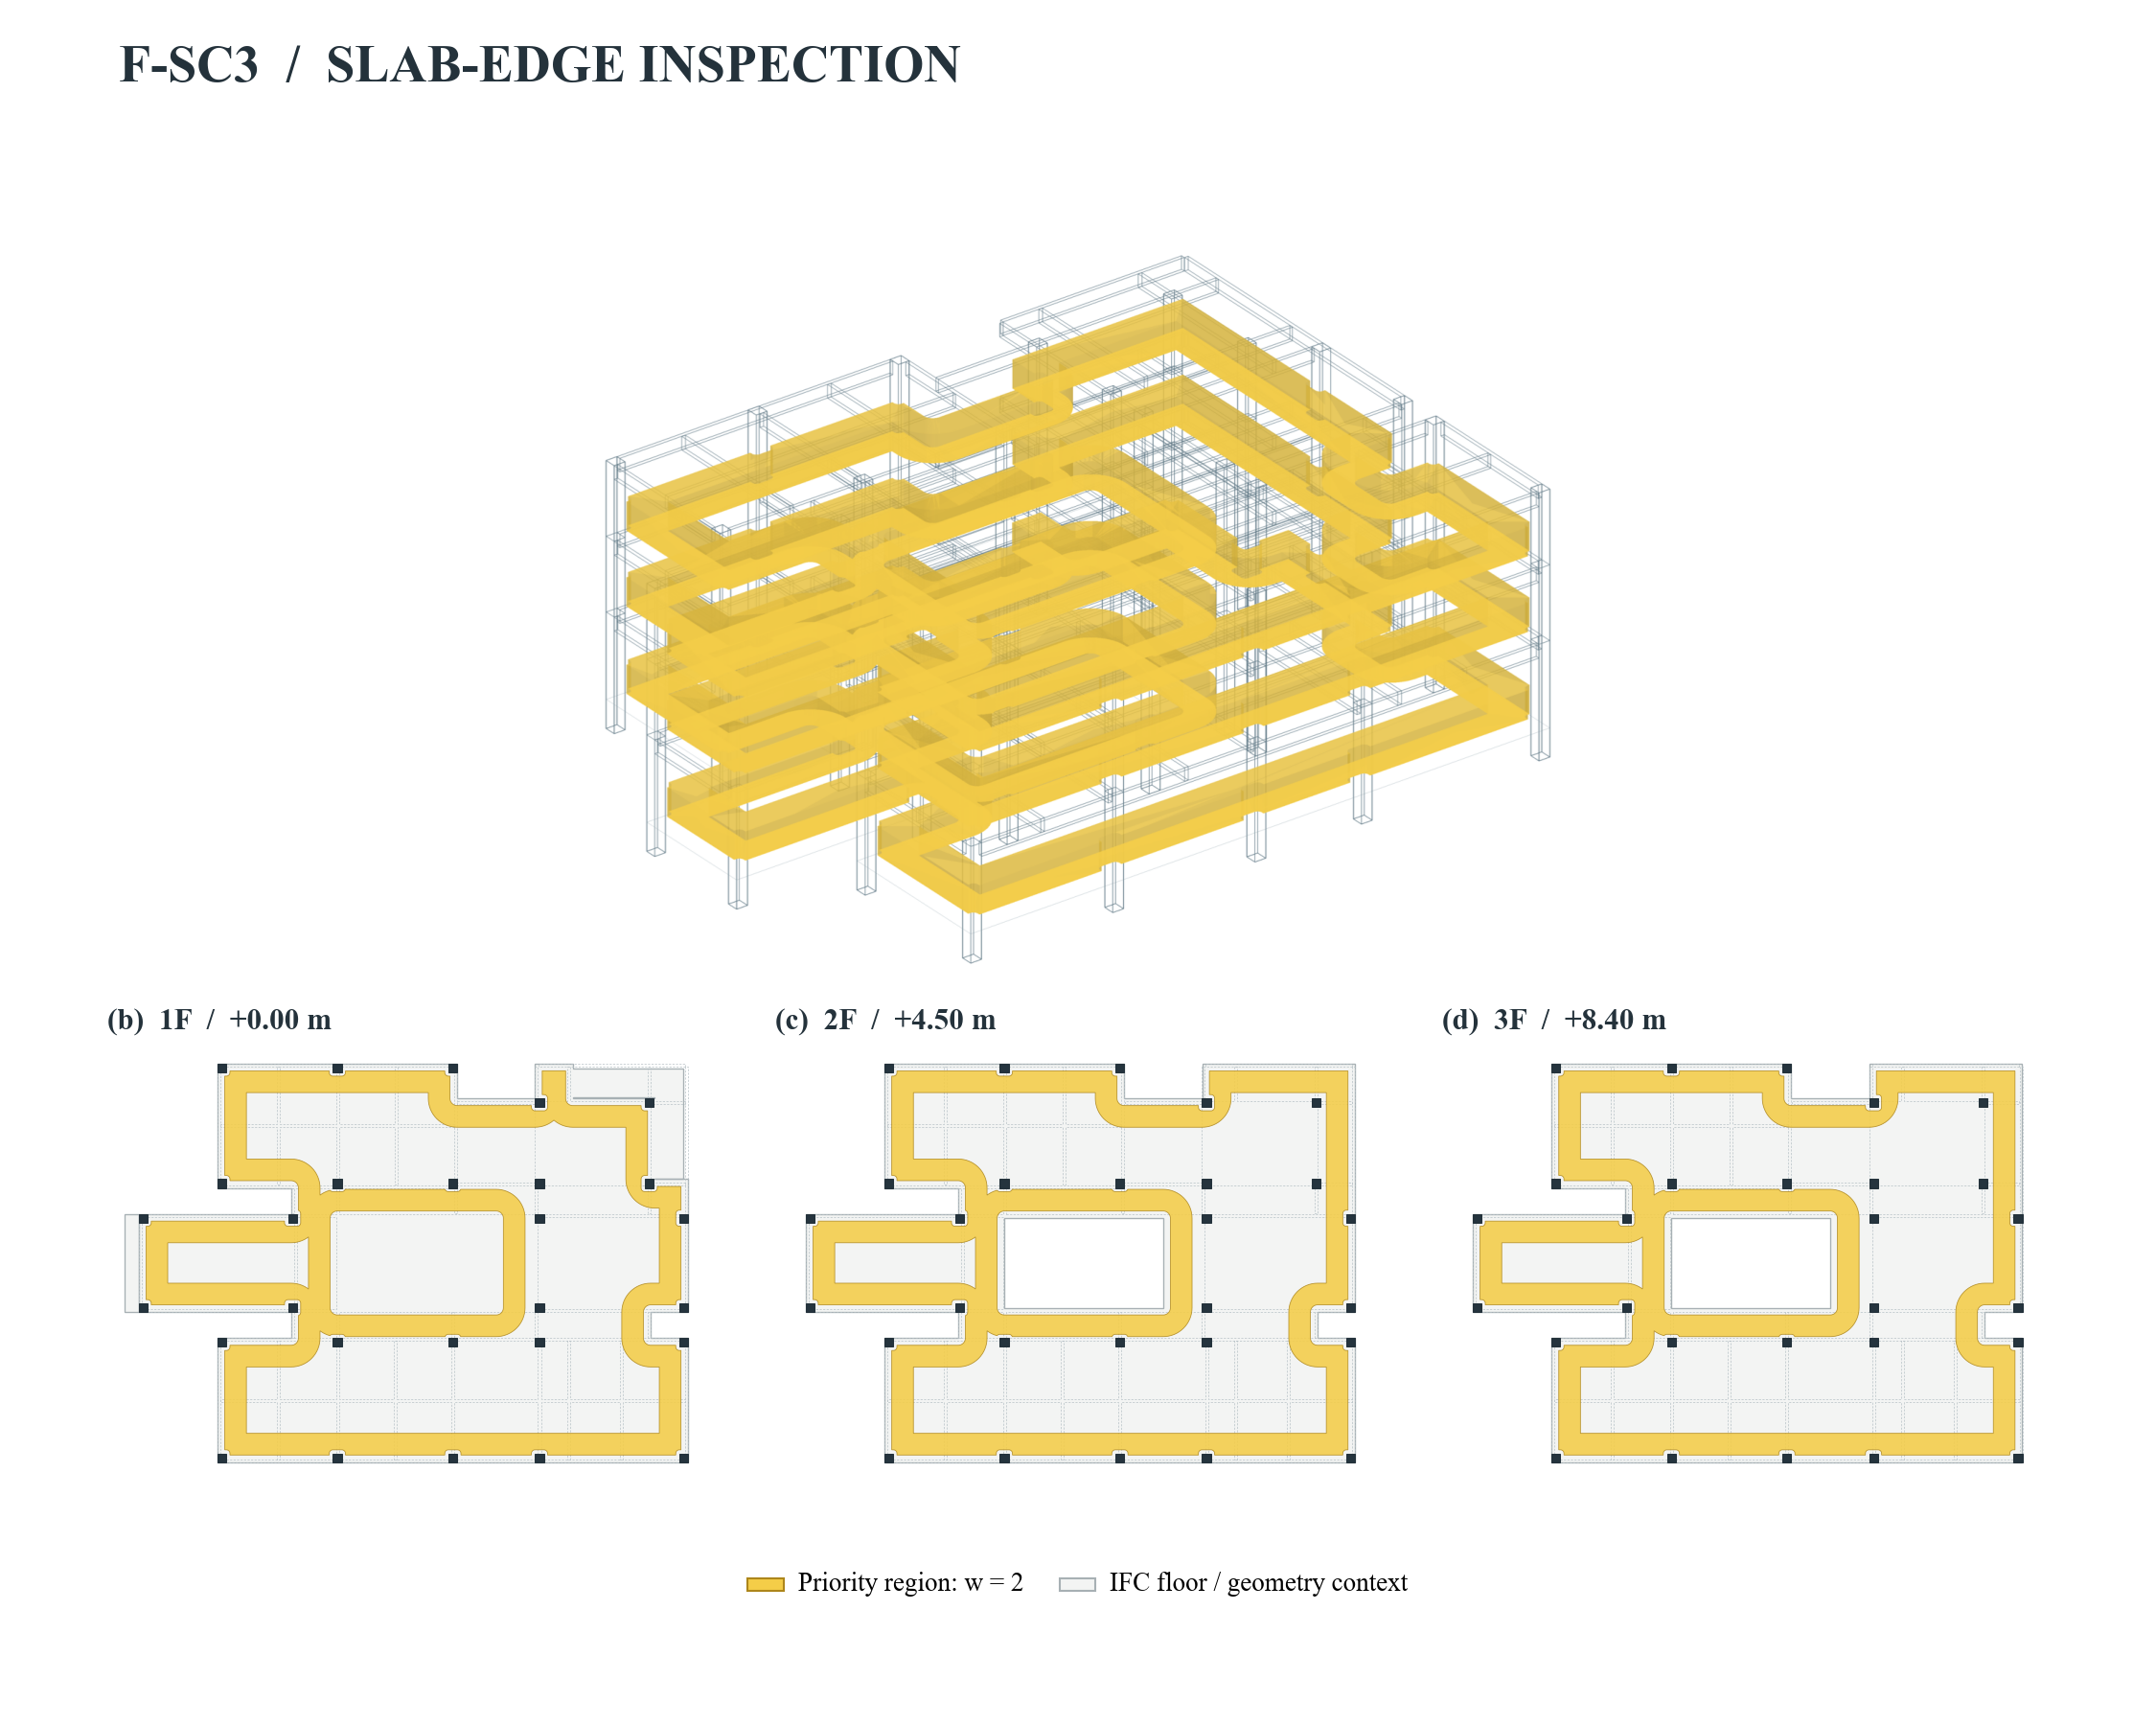 F-SC3 / SLAB-EDGE INSPECTION
(b) 1F / +0.00 m
(c) 2F / +4.50 m
(d) 3F / +8.40 m
Priority region: w = 2
IFC floor / geometry context